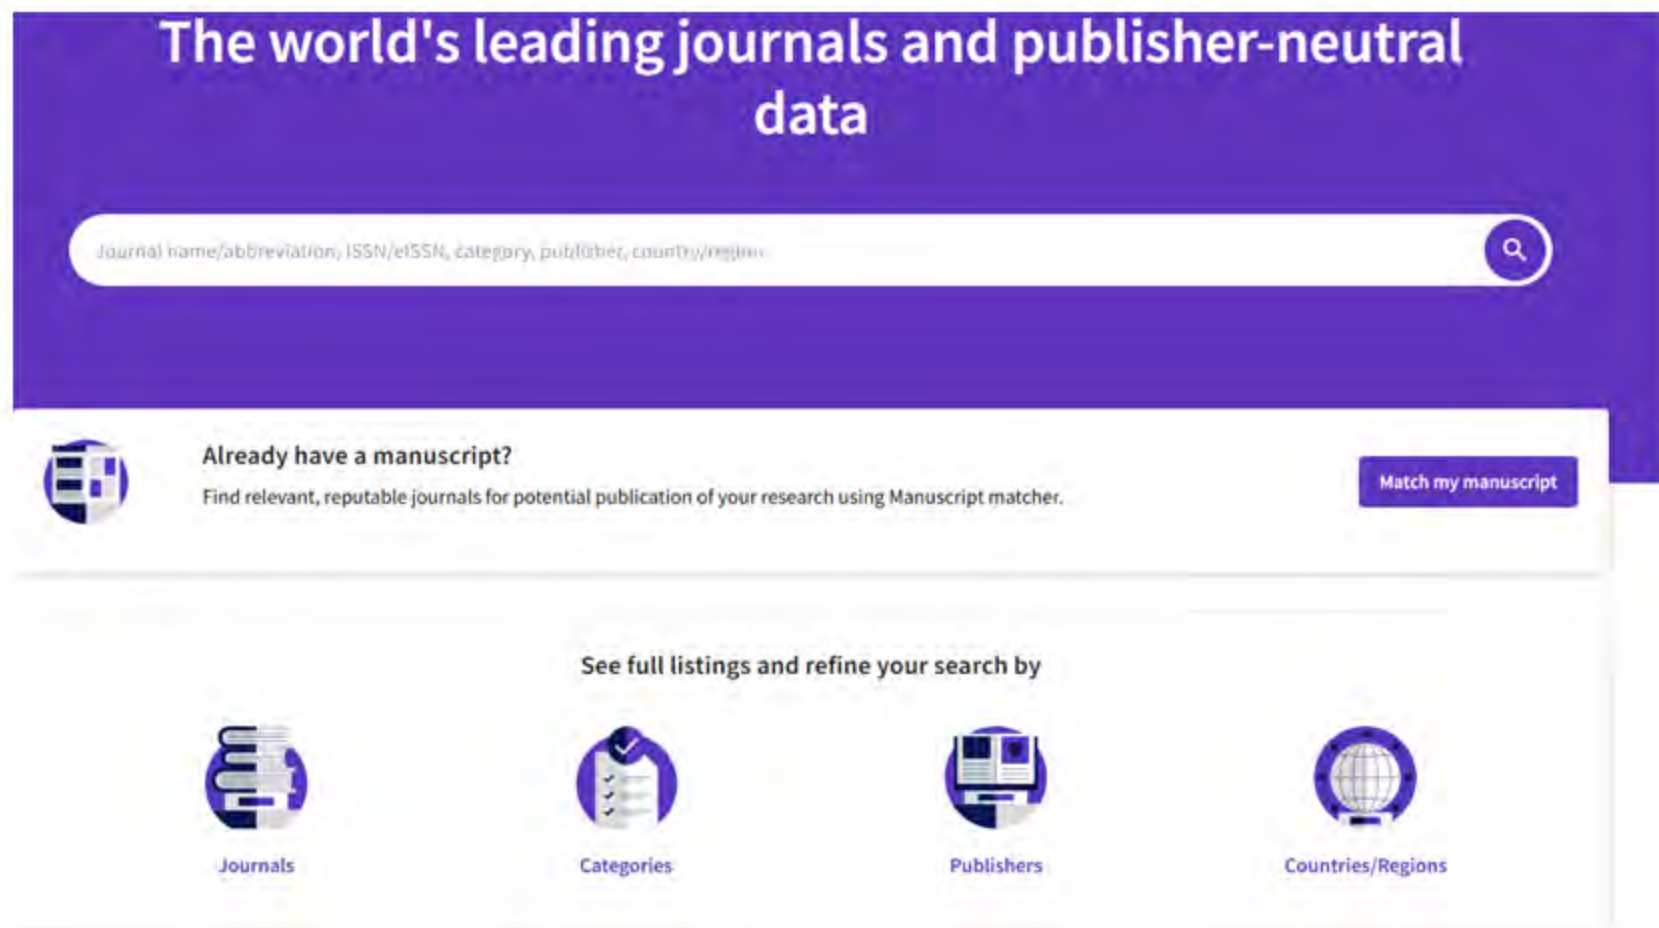 The world's leading journals and publisher-neutral
data
Journal name/abbreviation, ISSN/eISSN, category, publisher, country/region
Already have a manuscript?
Find relevant, reputable journals for potential publication of your research using Manuscript matcher.
Match my manuscript
See full listings and refine your search by
Journals
Categories
Publishers
Countries/Regions